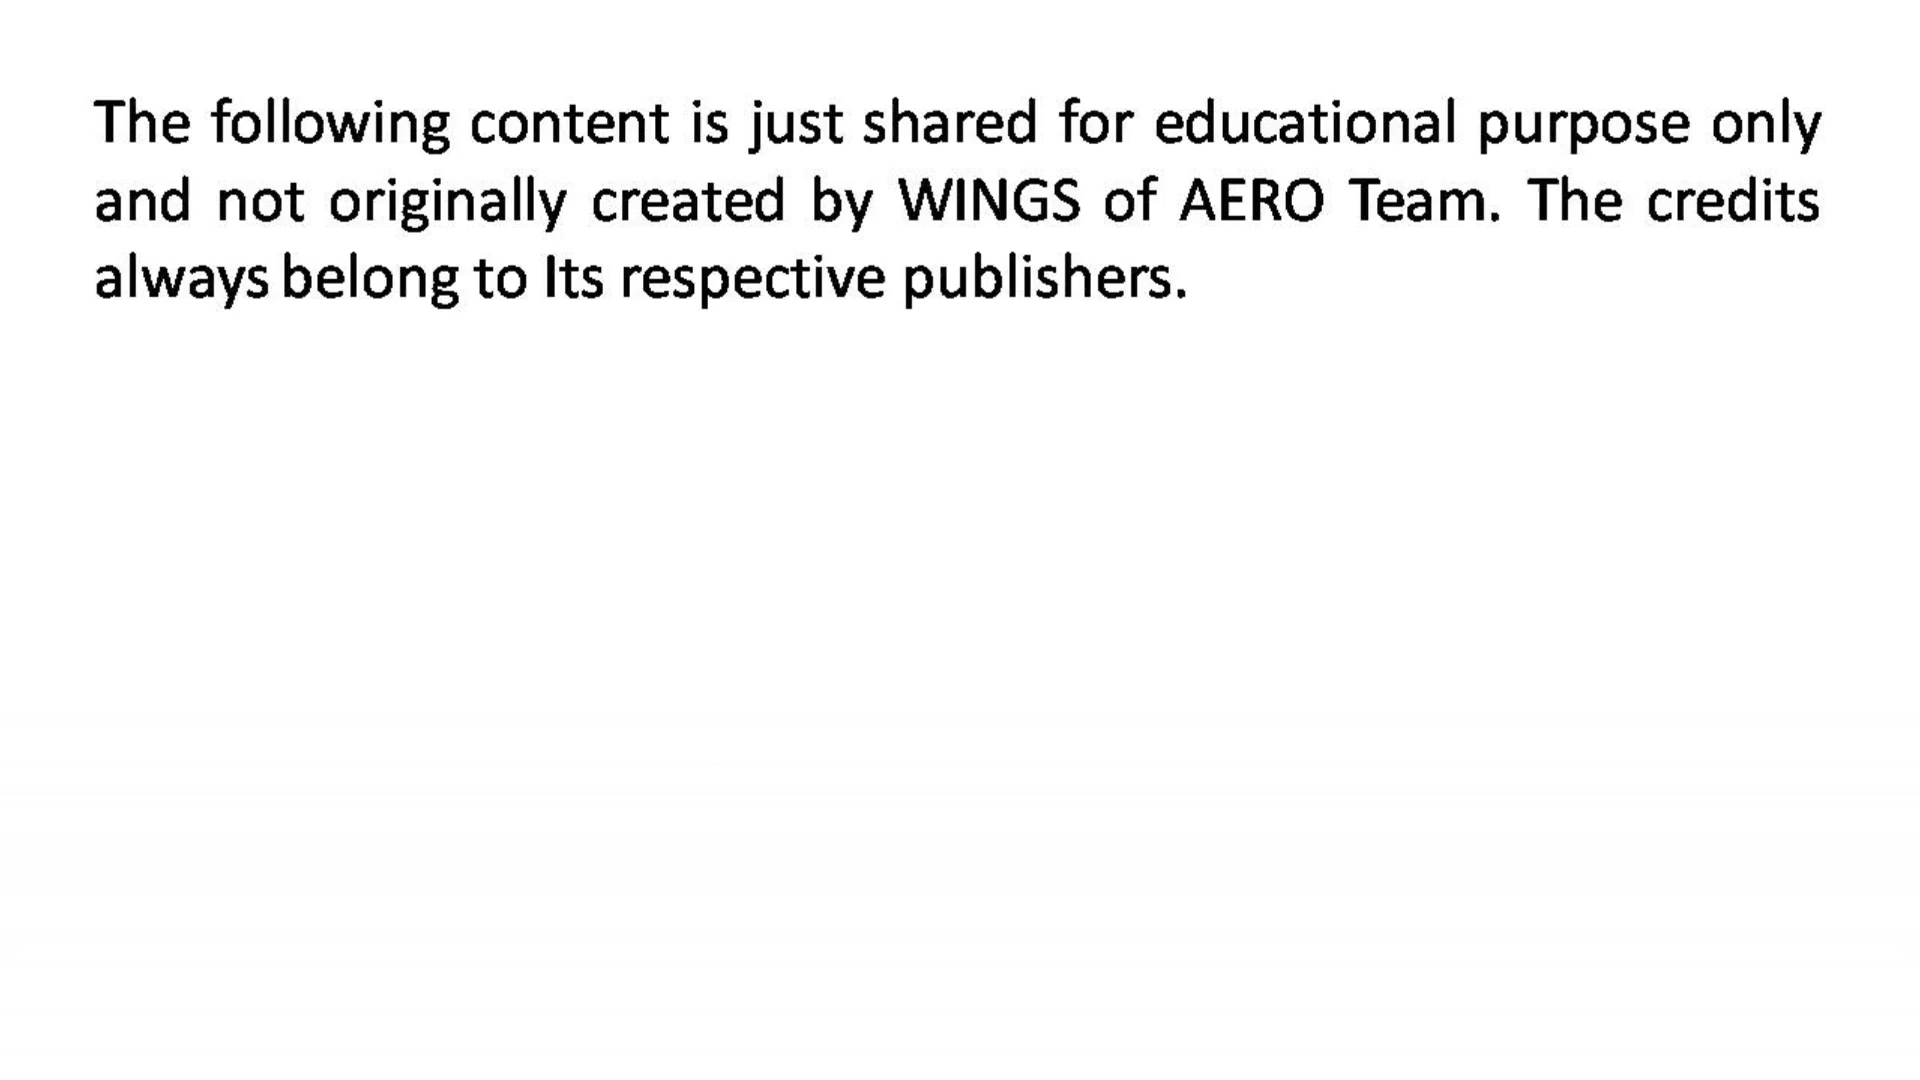 The following content is just shared for educational purpose only
and not originally created by WINGS of AERO Team. The credits
always belong to Its respective publishers.